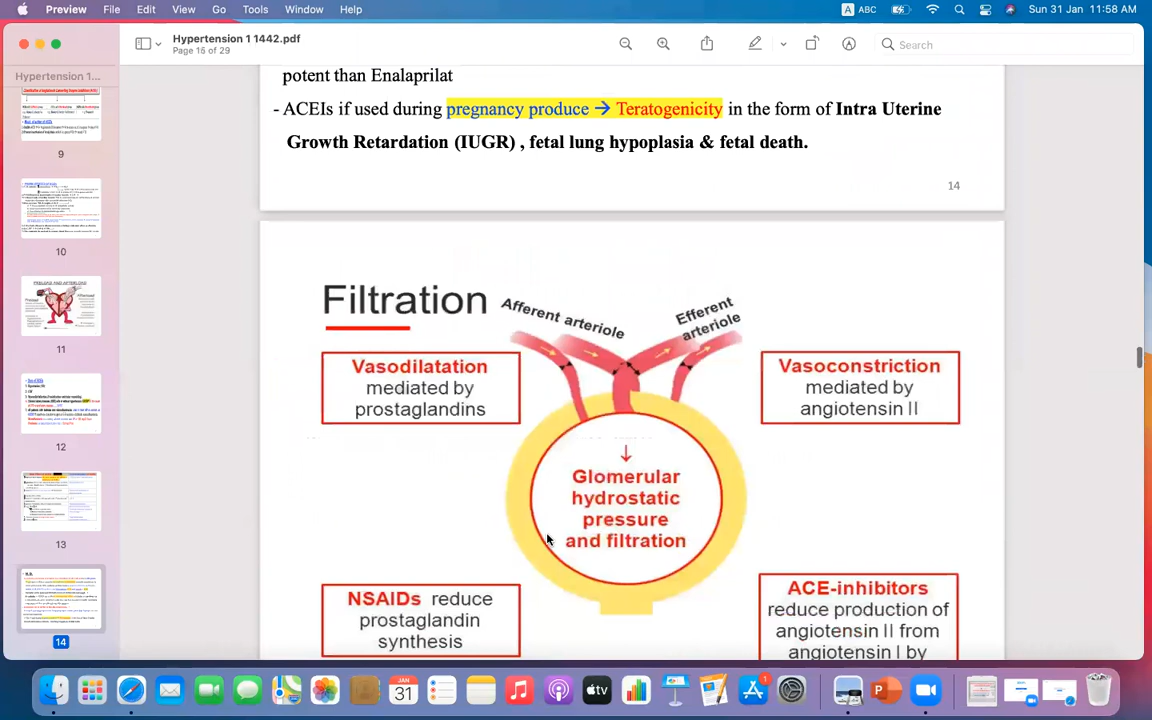 Preview File Edit View Go Tools Window Help
A ABC Sun 31 Jan 11:58 AM
Hypertension 1 1442.pdf
Page 16 of 29
Search
Hypertension 1...
9
10
11
12
13
14
potent than Enalaprilat
- ACEIs if used during pregnancy produce → Teratogenicity in the form of Intra Uterine
Growth Retardation (IUGR) , fetal lung hypoplasia & fetal death.
14
Filtration
Afferent arteriole
Efferent
arteriole
Vasodilatation
mediated by
prostaglandins
Vasoconstriction
mediated by
angiotensin II
↓
Glomerular
hydrostatic
pressure
and filtration
NSAIDs reduce
prostaglandin
synthesis
ACE-inhibitors
reduce production of
angiotensin II from
angiotensin I by
JAN
31
tv
1
P